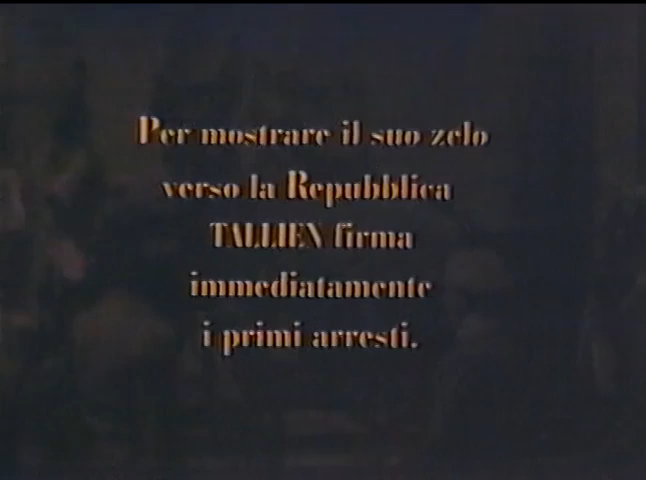 Per mostrare il suo zelo
verso la Repubblica
TALLIEN firma
immediatamente
i primi arresti.